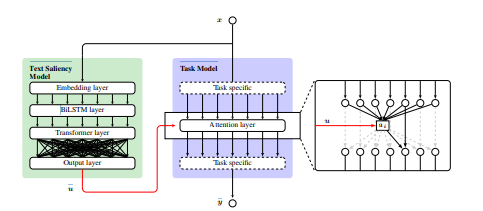 x
Text Saliency
Model
Task Model
Embedding layer
Task specific
BiLSTM layer
Attention layer
u
Transformer layer
Output layer
Task specific
u
y